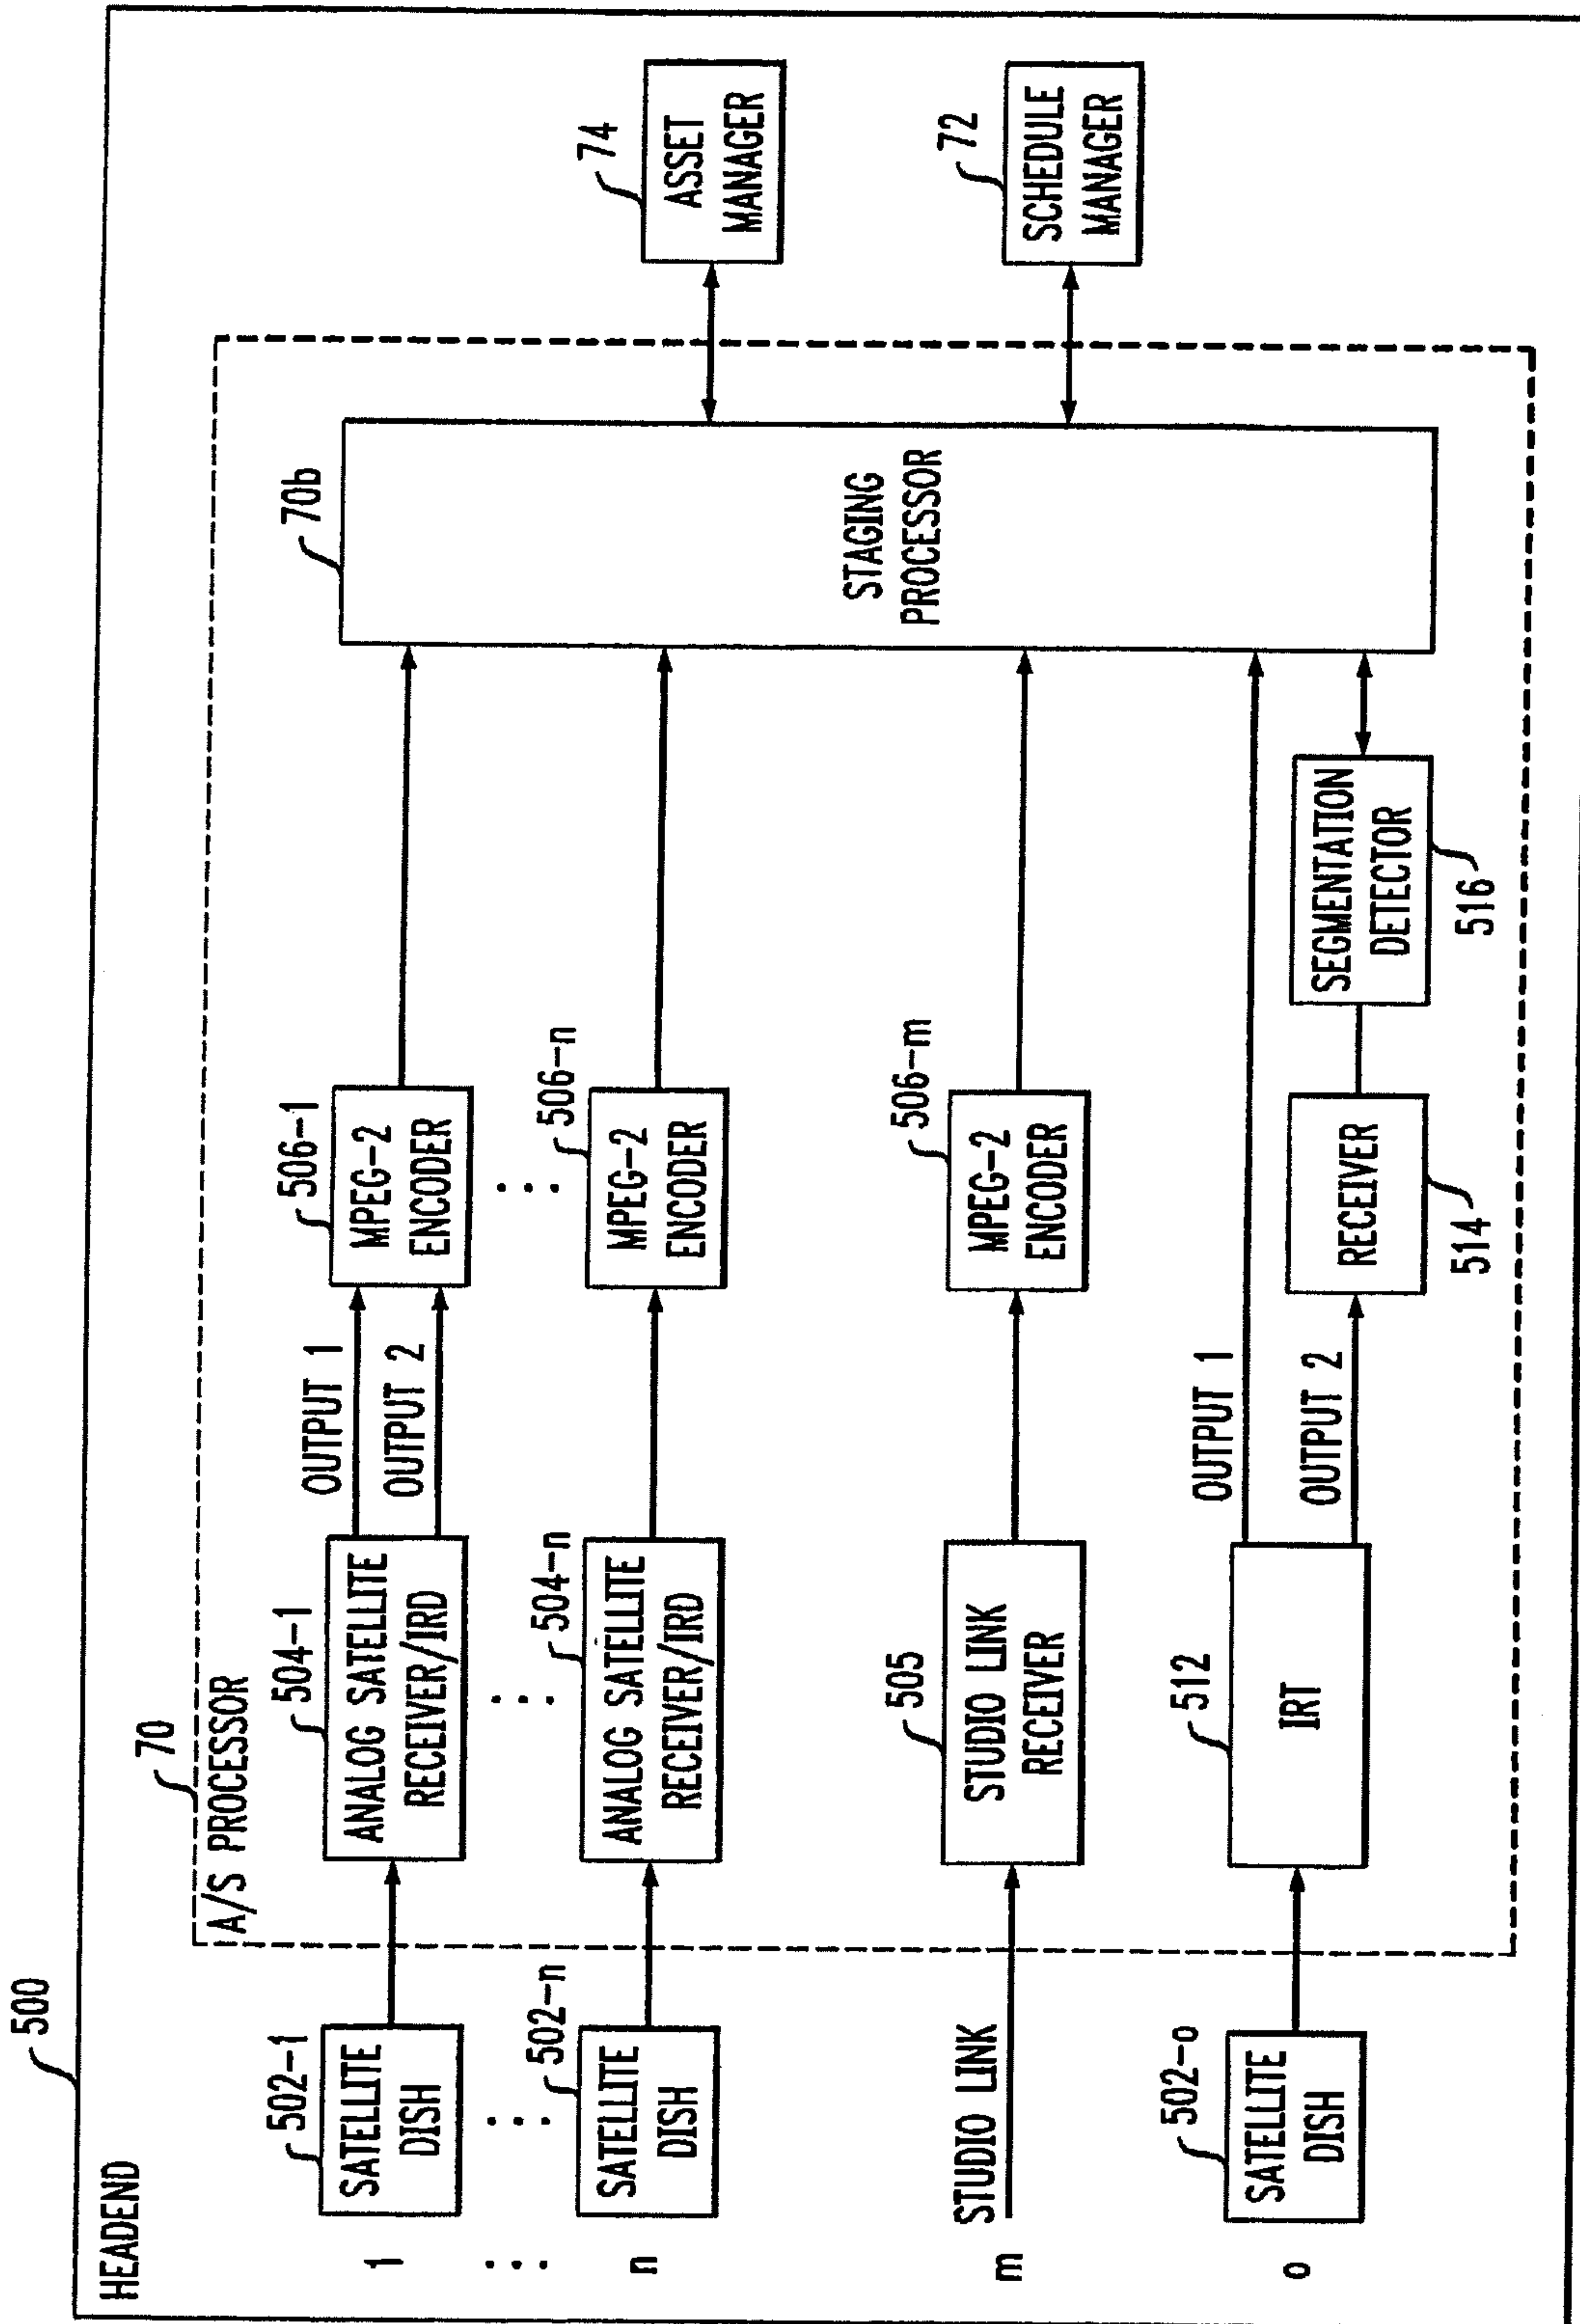 500
HEADEND
70
A/S PROCESSOR
1
502-1
SATELLITE
DISH
504-1
ANALOG SATELLITE
RECEIVER/IRD
OUTPUT 1
OUTPUT 2
506-1
MPEG-2
ENCODER
70b
STAGING
PROCESSOR
74
ASSET
MANAGER
n
502-n
SATELLITE
DISH
504-n
ANALOG SATELLITE
RECEIVER/IRD
506-n
MPEG-2
ENCODER
m
STUDIO LINK
505
STUDIO LINK
RECEIVER
506-m
MPEG-2
ENCODER
72
SCHEDULE
MANAGER
o
502-o
SATELLITE
DISH
512
IRT
OUTPUT 1
OUTPUT 2
RECEIVER
514
SEGMENTATION
DETECTOR
516